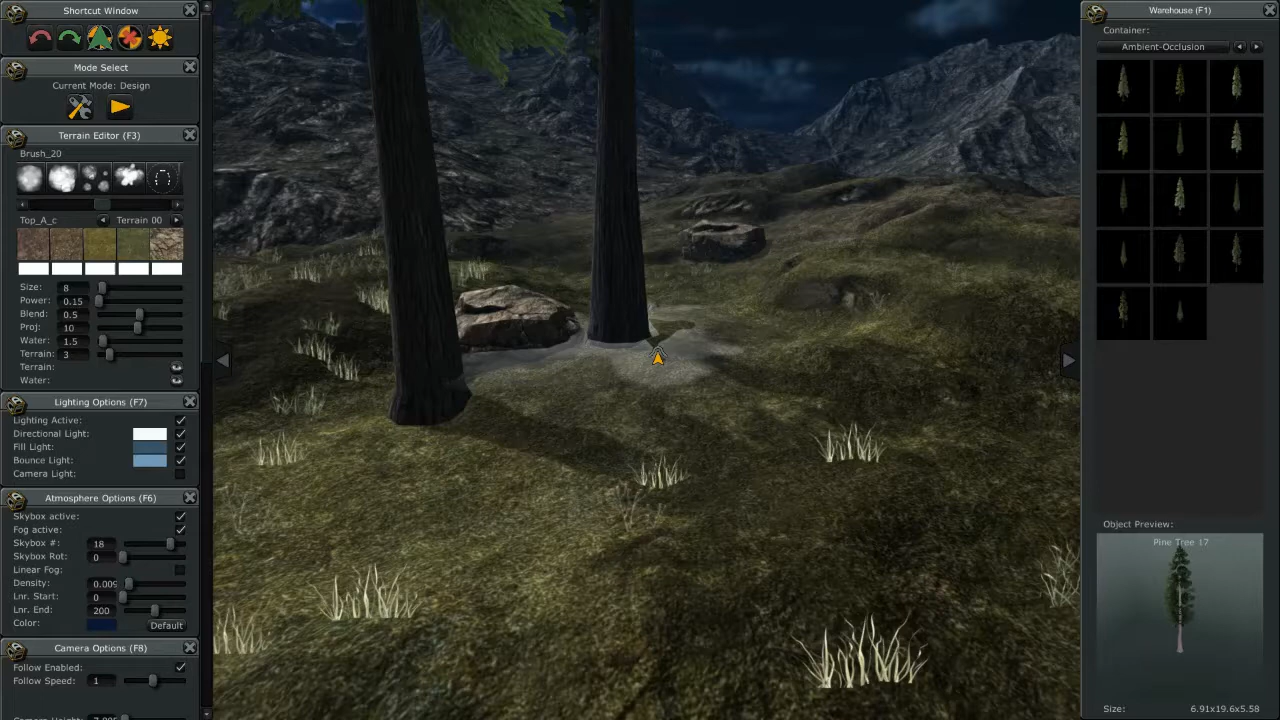 Shortcut Window
Mode Select
Current Mode: Design
Terrain Editor (F3)
Brush_20
Top_A_c
Terrain 00
Size: 8
Power: 0.15
Blend: 0.5
Proj: 10
Water: 1.5
Terrain: 3
Terrain:
Water:
Lighting Options (F7)
Lighting Active:
Directional Light:
Fill Light:
Bounce Light:
Camera Light:
Atmosphere Options (F6)
Skybox active:
Fog active:
Skybox #: 18
Skybox Rot: 0
Linear Fog:
Density: 0.009
Lnr. Start: 0
Lnr. End: 200
Color: Default
Camera Options (F8)
Follow Enabled:
Follow Speed: 1
Warehouse (F1)
Container:
Ambient-Occlusion
Object Preview:
Pine Tree 17
Size: 6.91x19.6x5.58